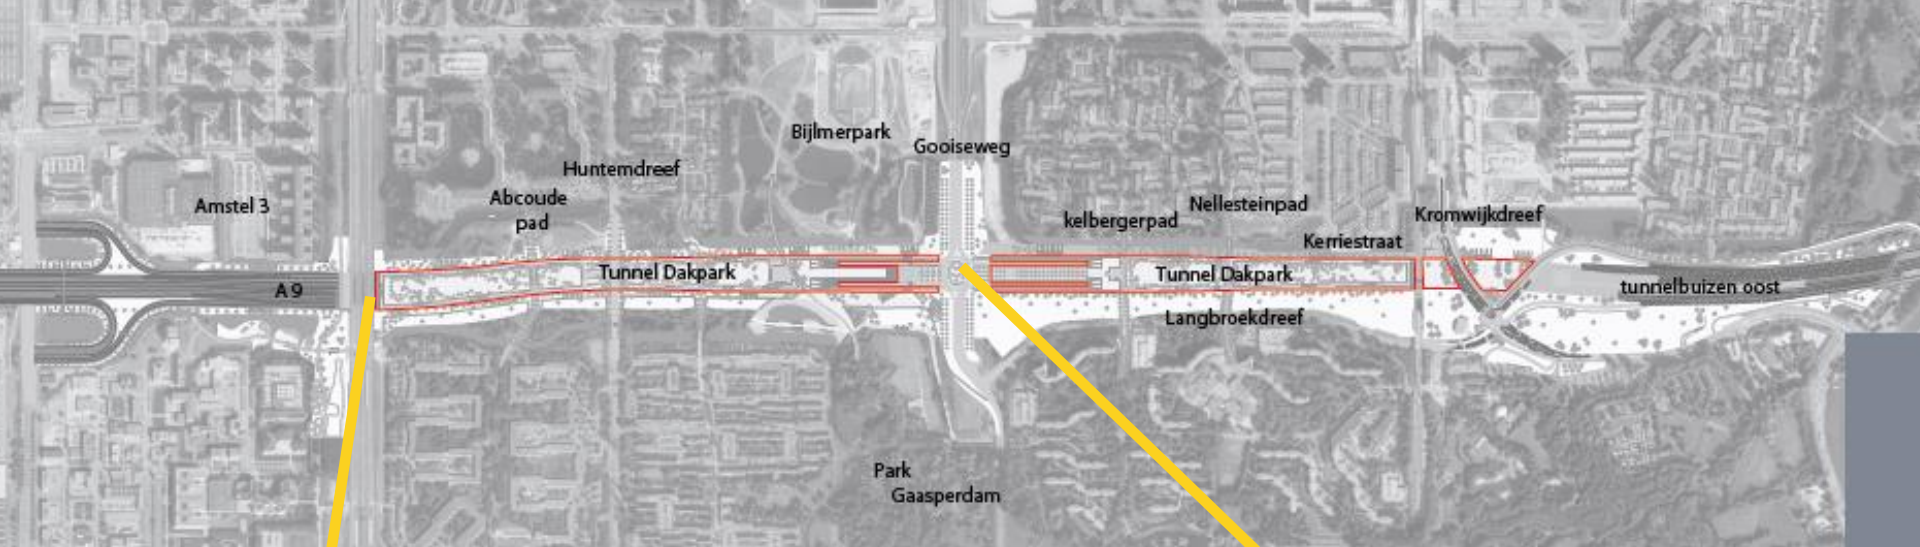 Bijlmerpark
Gooiseweg
Huntemdreef
Abcoude
pad
Amstel 3
Nellesteinpad
kelbergerpad
Kromwijkdreef
Kerriestraat
Tunnel Dakpark
Tunnel Dakpark
A 9
tunnelbuizen oost
Langbroekdreef
Park
Gaasperdam